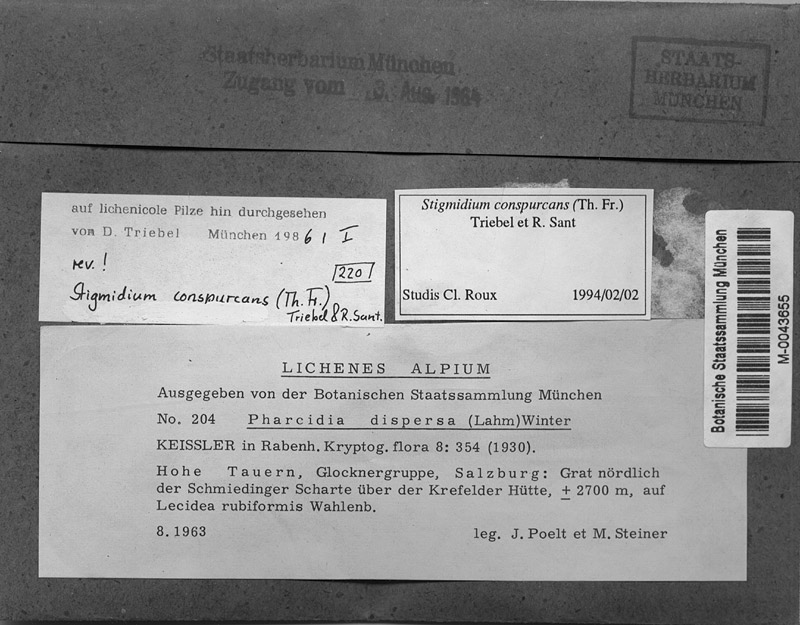 Staatsherbarium München
Zugang vom 3. Aug. 1984
STAATS-
HERBARIUM
MÜNCHEN
auf lichenicole Pilze hin durchgesehen
von D. Triebel München 1986 / I
rev. !
220
Stigmidium conspurcans (Th. Fr.)
Triebel & R. Sant.
Stigmidium conspurcans (Th. Fr.)
Triebel et R. Sant
Studis Cl. Roux 1994/02/02
Botanische Staatssammlung München
M-0043655
LICHENES ALPIUM
Ausgegeben von der Botanischen Staatssammlung München
No. 204 Pharcidia dispersa (Lahm)Winter
KEISSLER in Rabenh. Kryptog. flora 8: 354 (1930).
Hohe Tauern, Glocknergruppe, Salzburg: Grat nördlich
der Schmiedinger Scharte über der Krefelder Hütte, ± 2700 m, auf
Lecidea rubiformis Wahlenb.
8. 1963 leg. J. Poelt et M. Steiner